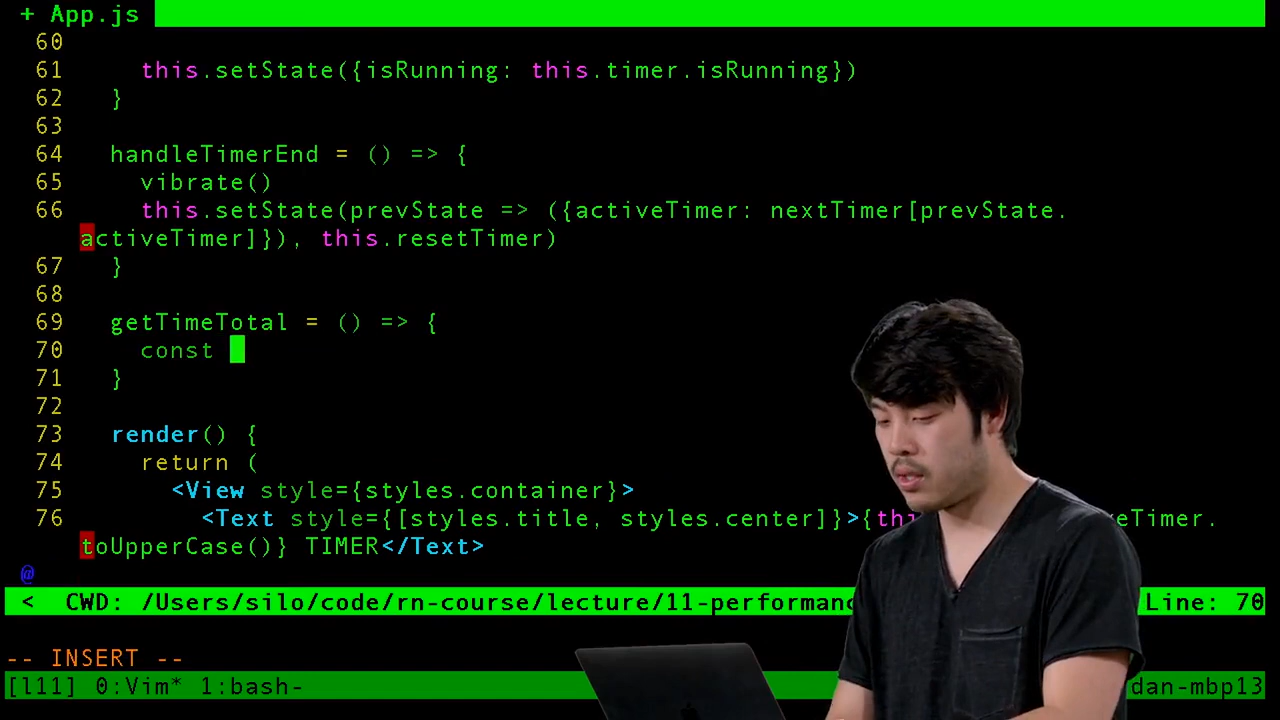 + App.js
60
61 this.setState({isRunning: this.timer.isRunning})
62 }
63
64 handleTimerEnd = () => {
65 vibrate()
66 this.setState(prevState => ({activeTimer: nextTimer[prevState.
activeTimer]}), this.resetTimer)
67 }
68
69 getTimeTotal = () => {
70 const
71 }
72
73 render() {
74 return (
75 <View style={styles.container}>
76 <Text style={[styles.title, styles.center]}>{this
toUpperCase()} TIMER</Text>
@
< CWD: /Users/silo/code/rn-course/lecture/11-performanc Line: 70
-- INSERT --
[l11] 0:Vim* 1:bash- dan-mbp13